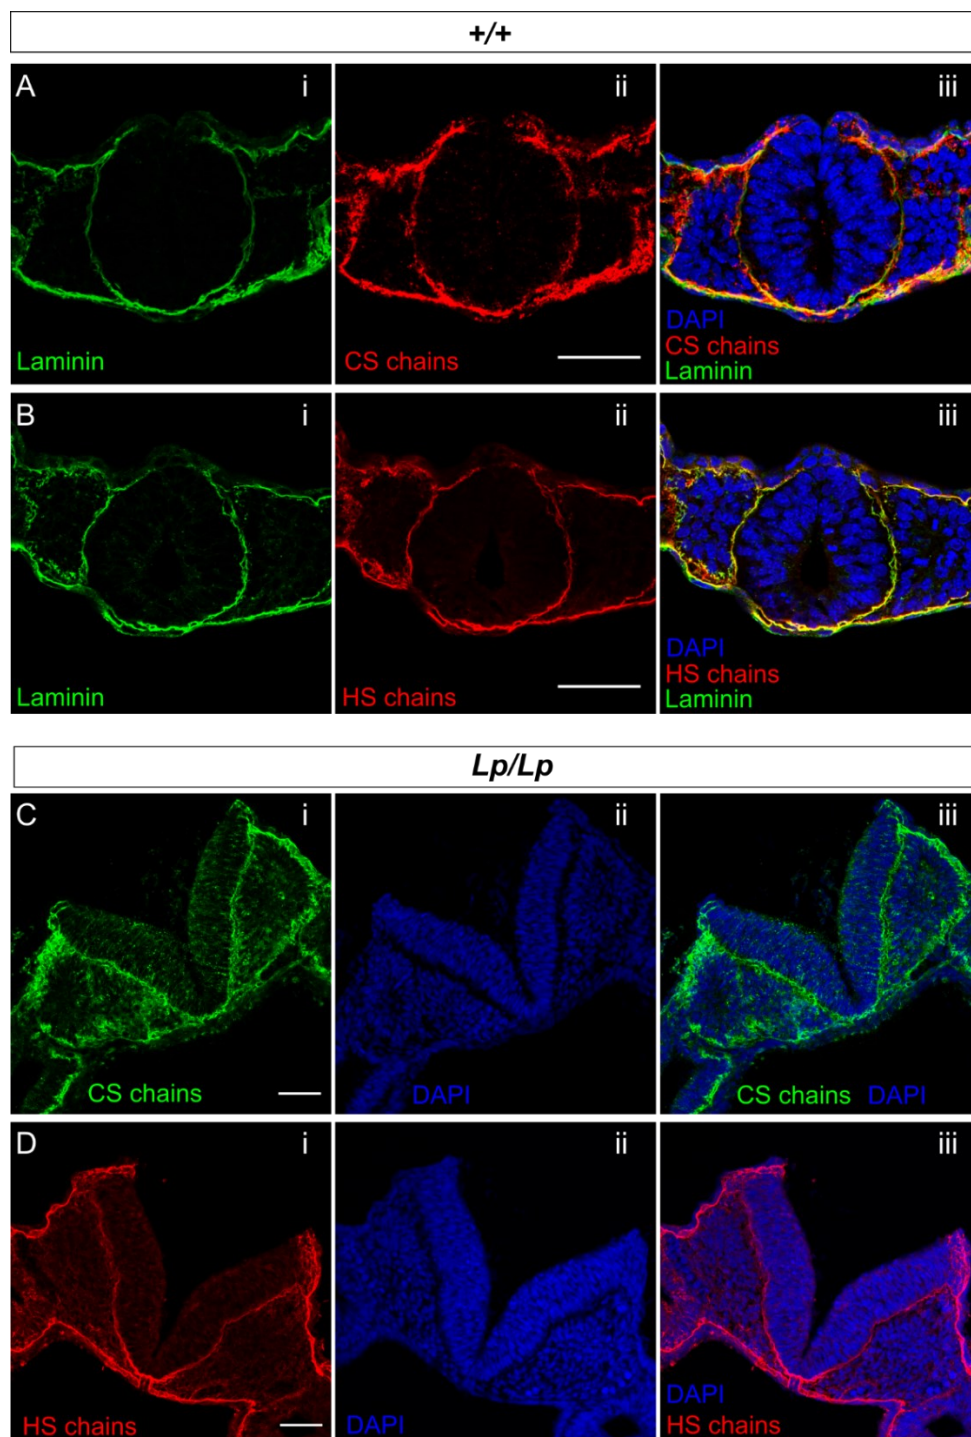 +/+
A i ii iii
Laminin CS chains DAPI
CS chains
Laminin
B i ii iii
Laminin HS chains DAPI
HS chains
Laminin
Lp/Lp
C i ii iii
CS chains DAPI CS chains DAPI
D i ii iii
HS chains DAPI DAPI
HS chains